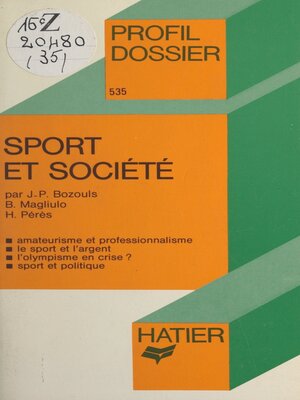 16° Z
20480
(35)
PROFIL
DOSSIER
535
SPORT
ET SOCIÉTÉ
par J.-P. Bozouls
B. Magliulo
H. Pérès
amateurisme et professionnalisme
le sport et l'argent
l'olympisme en crise ?
sport et politique
HATIER